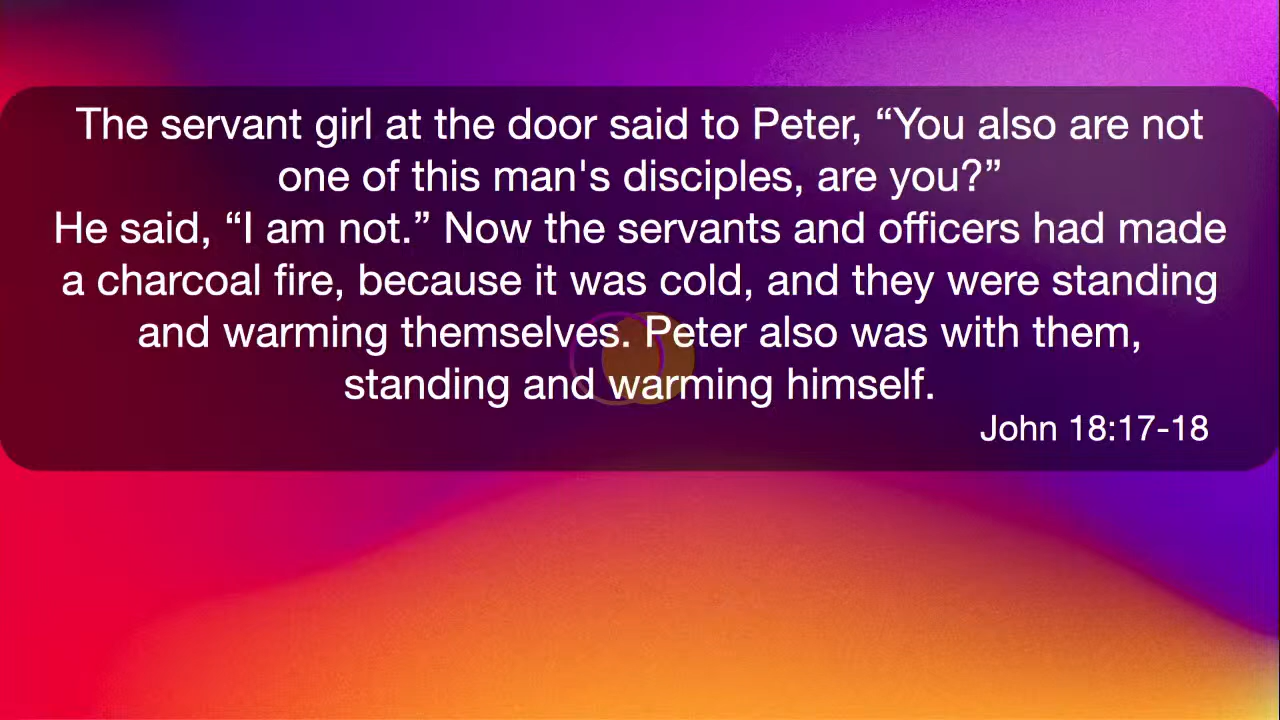 The servant girl at the door said to Peter, “You also are not
one of this man's disciples, are you?”
He said, “I am not.” Now the servants and officers had made
a charcoal fire, because it was cold, and they were standing
and warming themselves. Peter also was with them,
standing and warming himself.
John 18:17-18